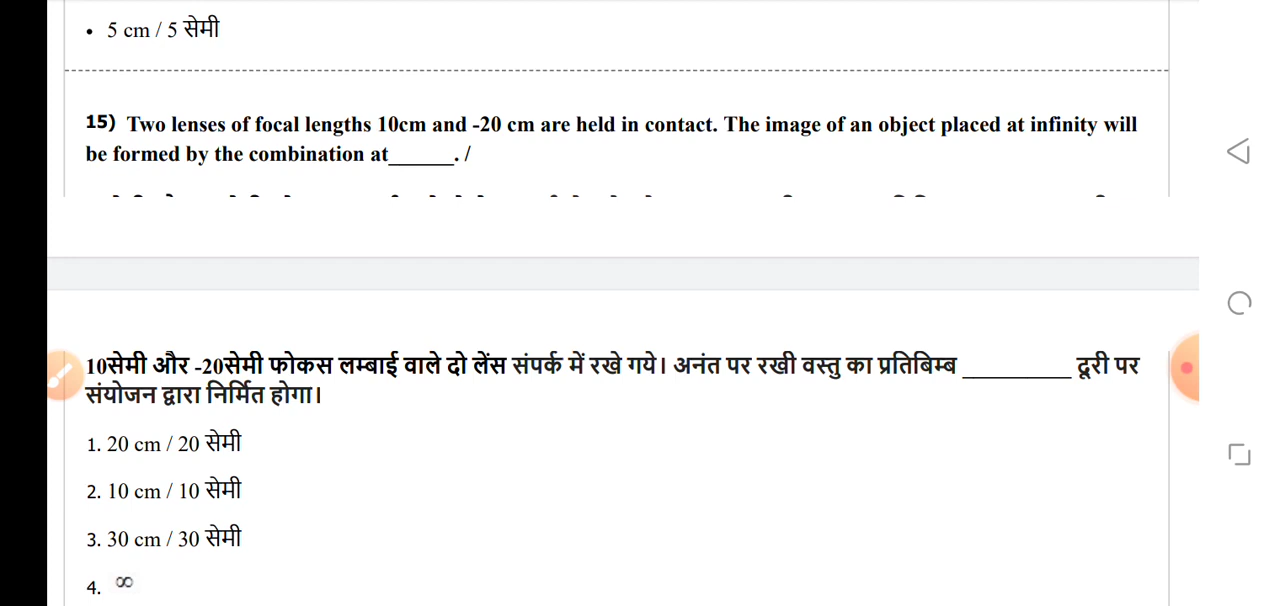 • 5 cm / 5 सेमी
15) Two lenses of focal lengths 10cm and -20 cm are held in contact. The image of an object placed at infinity will
be formed by the combination at______. /
10सेमी और -20सेमी फोकस लम्बाई वाले दो लेंस संपर्क में रखे गये। अनंत पर रखी वस्तु का प्रतिबिम्ब __________ दूरी पर
संयोजन द्वारा निर्मित होगा।
1. 20 cm / 20 सेमी
2. 10 cm / 10 सेमी
3. 30 cm / 30 सेमी
4. ∞